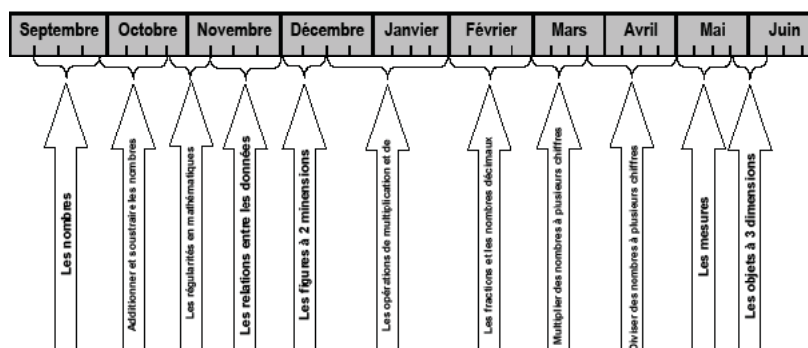 Septembre
Octobre
Novembre
Décembre
Janvier
Février
Mars
Avril
Mai
Juin
Les nombres
Additionner et soustraire les nombres
Les régularités en mathématiques
Les relations entre les données
Les figures à 2 minensions
Les opérations de multiplication et de
Les fractions et les nombres décimaux
Multiplier des nombres à plusieurs chiffres
Diviser des nombres à plusieurs chiffres
Les mesures
Les objets à 3 dimensions